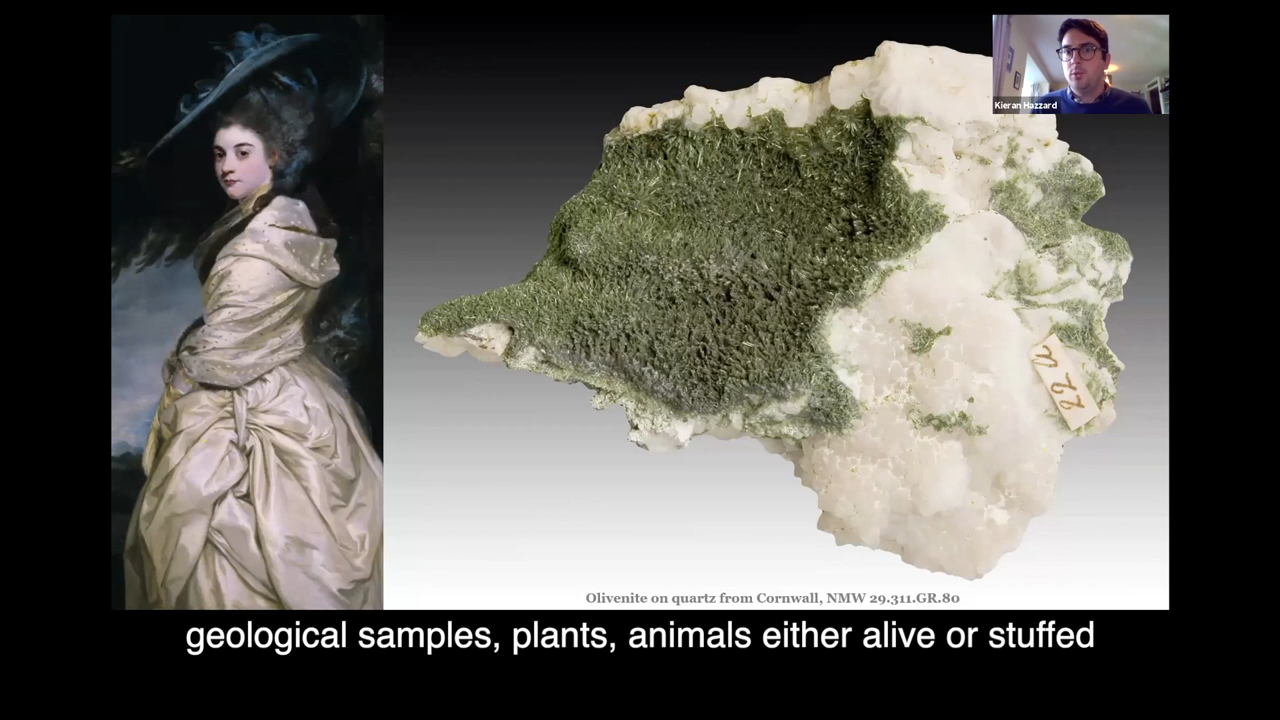 Kieran Hazzard
22 a
Olivenite on quartz from Cornwall, NMW 29.311.GR.80
geological samples, plants, animals either alive or stuffed